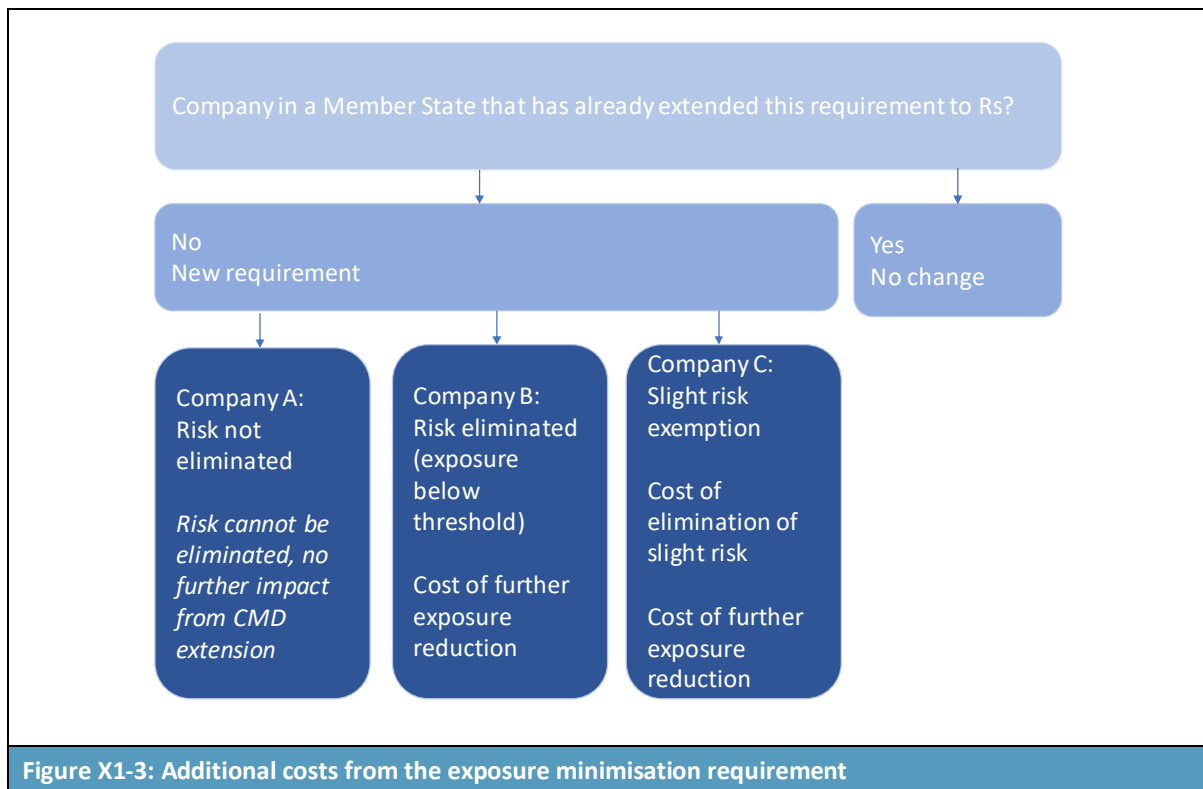 Company in a Member State that has already extended this requirement to Rs?
No
New requirement
Yes
No change
Company A:
Risk not
eliminated
Risk cannot be
eliminated, no
further impact
from CMD
extension
Company B:
Risk eliminated
(exposure
below
threshold)
Cost of further
exposure
reduction
Company C:
Slight risk
exemption
Cost of
elimination of
slight risk
Cost of further
exposure
reduction
Figure X1-3: Additional costs from the exposure minimisation requirement